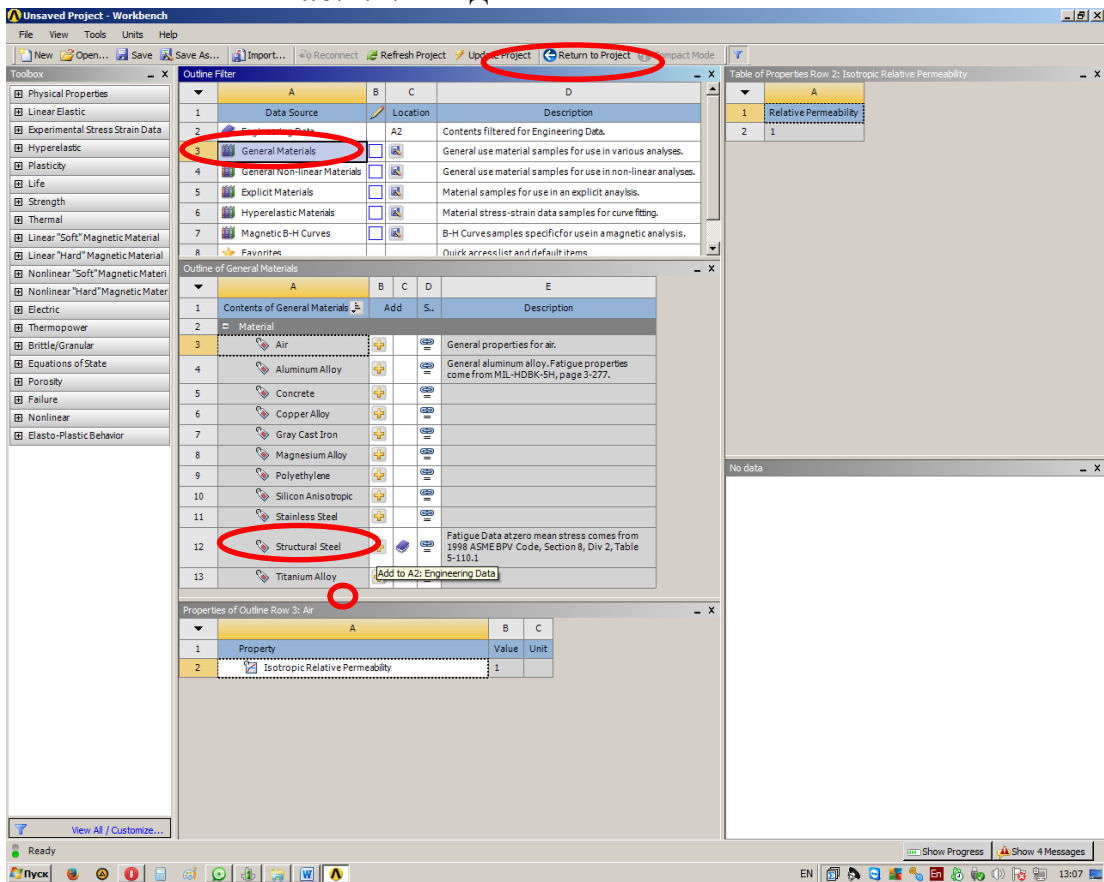 Unsaved Project - Workbench
File View Tools Units Help
New Open... Save Save As... Import... Reconnect Refresh Project Update Project Return to Project Compact Mode
Toolbox
Physical Properties
Linear Elastic
Experimental Stress Strain Data
Hyperelastic
Plasticity
Life
Strength
Thermal
Linear "Soft" Magnetic Material
Linear "Hard" Magnetic Material
Nonlinear "Soft" Magnetic Materi
Nonlinear "Hard" Magnetic Mater
Electric
Thermopower
Brittle/Granular
Equations of State
Porosity
Failure
Nonlinear
Elasto-Plastic Behavior
View All / Customize...
Outline Filter
A B C D
1 Data Source Location Description
2 Engineering Data A2 Contents filtered for Engineering Data.
3 General Materials General use material samples for use in various analyses.
4 General Non-linear Materials General use material samples for use in non-linear analyses.
5 Explicit Materials Material samples for use in an explicit anaylsis.
6 Hyperelastic Materials Material stress-strain data samples for curve fitting.
7 Magnetic B-H Curves B-H Curve samples specific for use in a magnetic analysis.
8 Favorites Quick access list and default items
Outline of General Materials
A B C D E
1 Contents of General Materials Add S.. Description
2 Material
3 Air General properties for air.
4 Aluminum Alloy General aluminum alloy. Fatigue properties
come from MIL-HDBK-5H, page 3-277.
5 Concrete
6 Copper Alloy
7 Gray Cast Iron
8 Magnesium Alloy
9 Polyethylene
10 Silicon Anisotropic
11 Stainless Steel
12 Structural Steel Fatigue Data at zero mean stress comes from
1998 ASME BPV Code, Section 8, Div 2, Table
5-110.1
13 Titanium Alloy
Add to A2: Engineering Data
Properties of Outline Row 3: Air
A B C
1 Property Value Unit
2 Isotropic Relative Permeability 1
Table of Properties Row 2: Isotropic Relative Permeability
A
1 Relative Permeability
2 1
No data
Ready
Show Progress Show 4 Messages
Пуск
EN 13:07